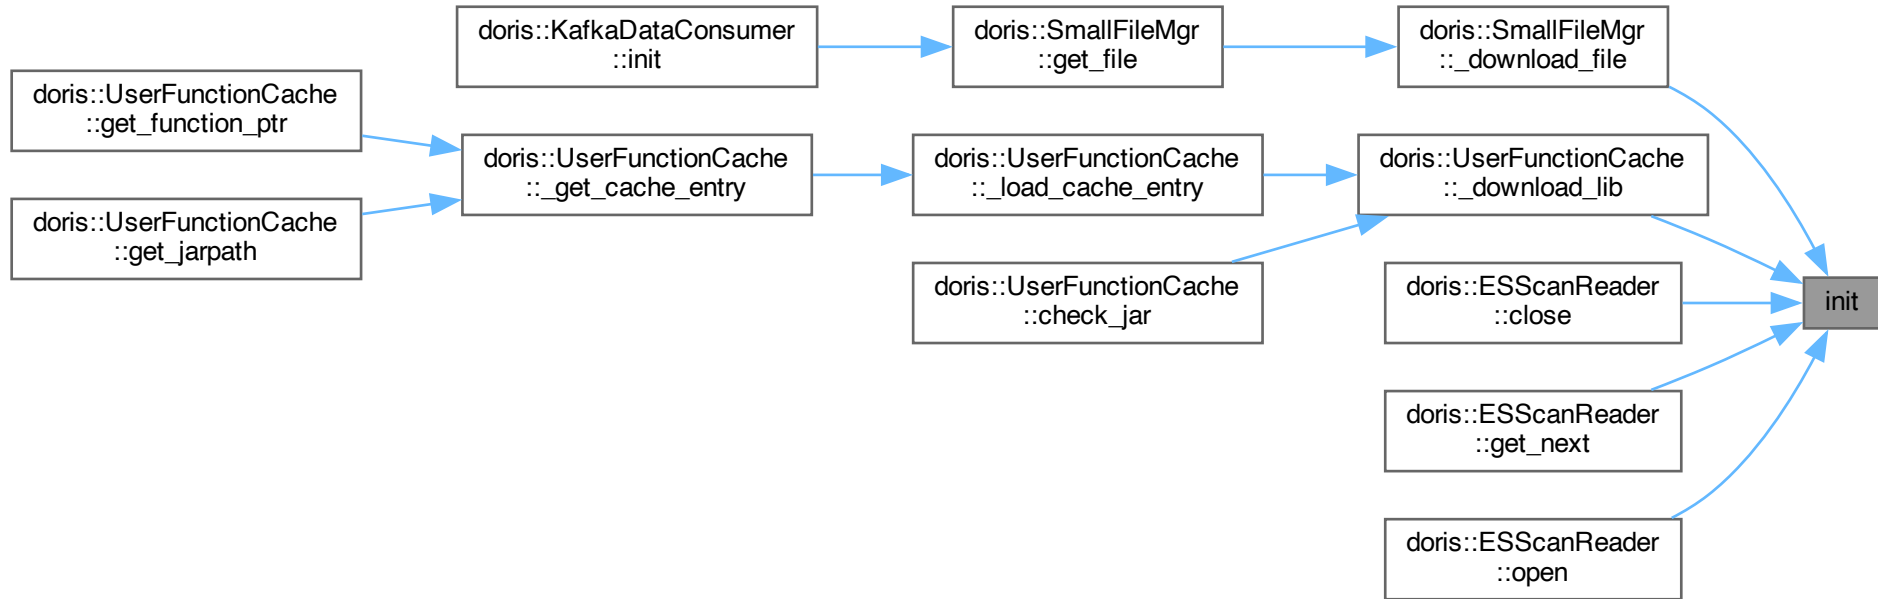 doris::KafkaDataConsumer
::init
doris::SmallFileMgr
::get_file
doris::SmallFileMgr
::_download_file
doris::UserFunctionCache
::get_function_ptr
doris::UserFunctionCache
::_get_cache_entry
doris::UserFunctionCache
::_load_cache_entry
doris::UserFunctionCache
::_download_lib
doris::UserFunctionCache
::get_jarpath
doris::UserFunctionCache
::check_jar
doris::ESScanReader
::close
init
doris::ESScanReader
::get_next
doris::ESScanReader
::open